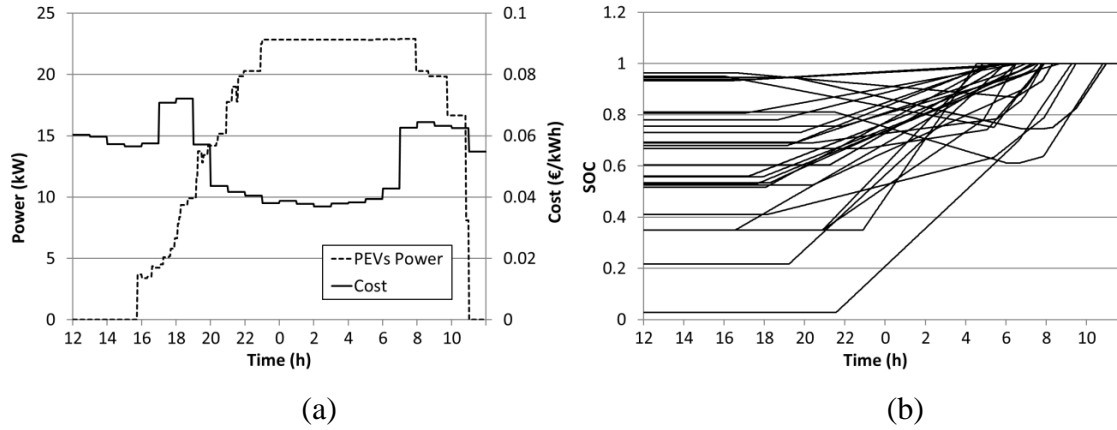 25
20
15
10
5
0
Power (kW)
0.1
0.08
0.06
0.04
0.02
0
Cost (€/kWh)
PEVs Power
Cost
12 14 16 18 20 22 0 2 4 6 8 10
Time (h)
(a)
1.2
1
0.8
0.6
0.4
0.2
0
SOC
12 14 16 18 20 22 0 2 4 6 8 10
Time (h)
(b)